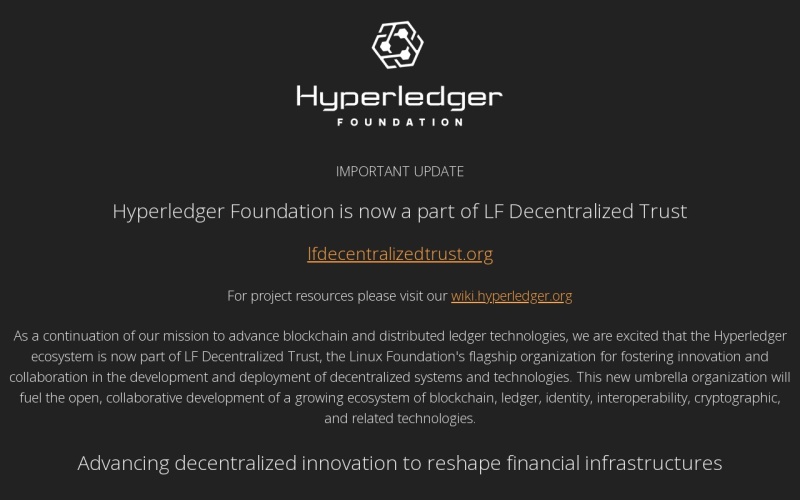 Hyperledger
FOUNDATION
IMPORTANT UPDATE
Hyperledger Foundation is now a part of LF Decentralized Trust
lfdecentralizedtrust.org
For project resources please visit our wiki.hyperledger.org
As a continuation of our mission to advance blockchain and distributed ledger technologies, we are excited that the Hyperledger
ecosystem is now part of LF Decentralized Trust, the Linux Foundation's flagship organization for fostering innovation and
collaboration in the development and deployment of decentralized systems and technologies. This new umbrella organization will
fuel the open, collaborative development of a growing ecosystem of blockchain, ledger, identity, interoperability, cryptographic,
and related technologies.
Advancing decentralized innovation to reshape financial infrastructures